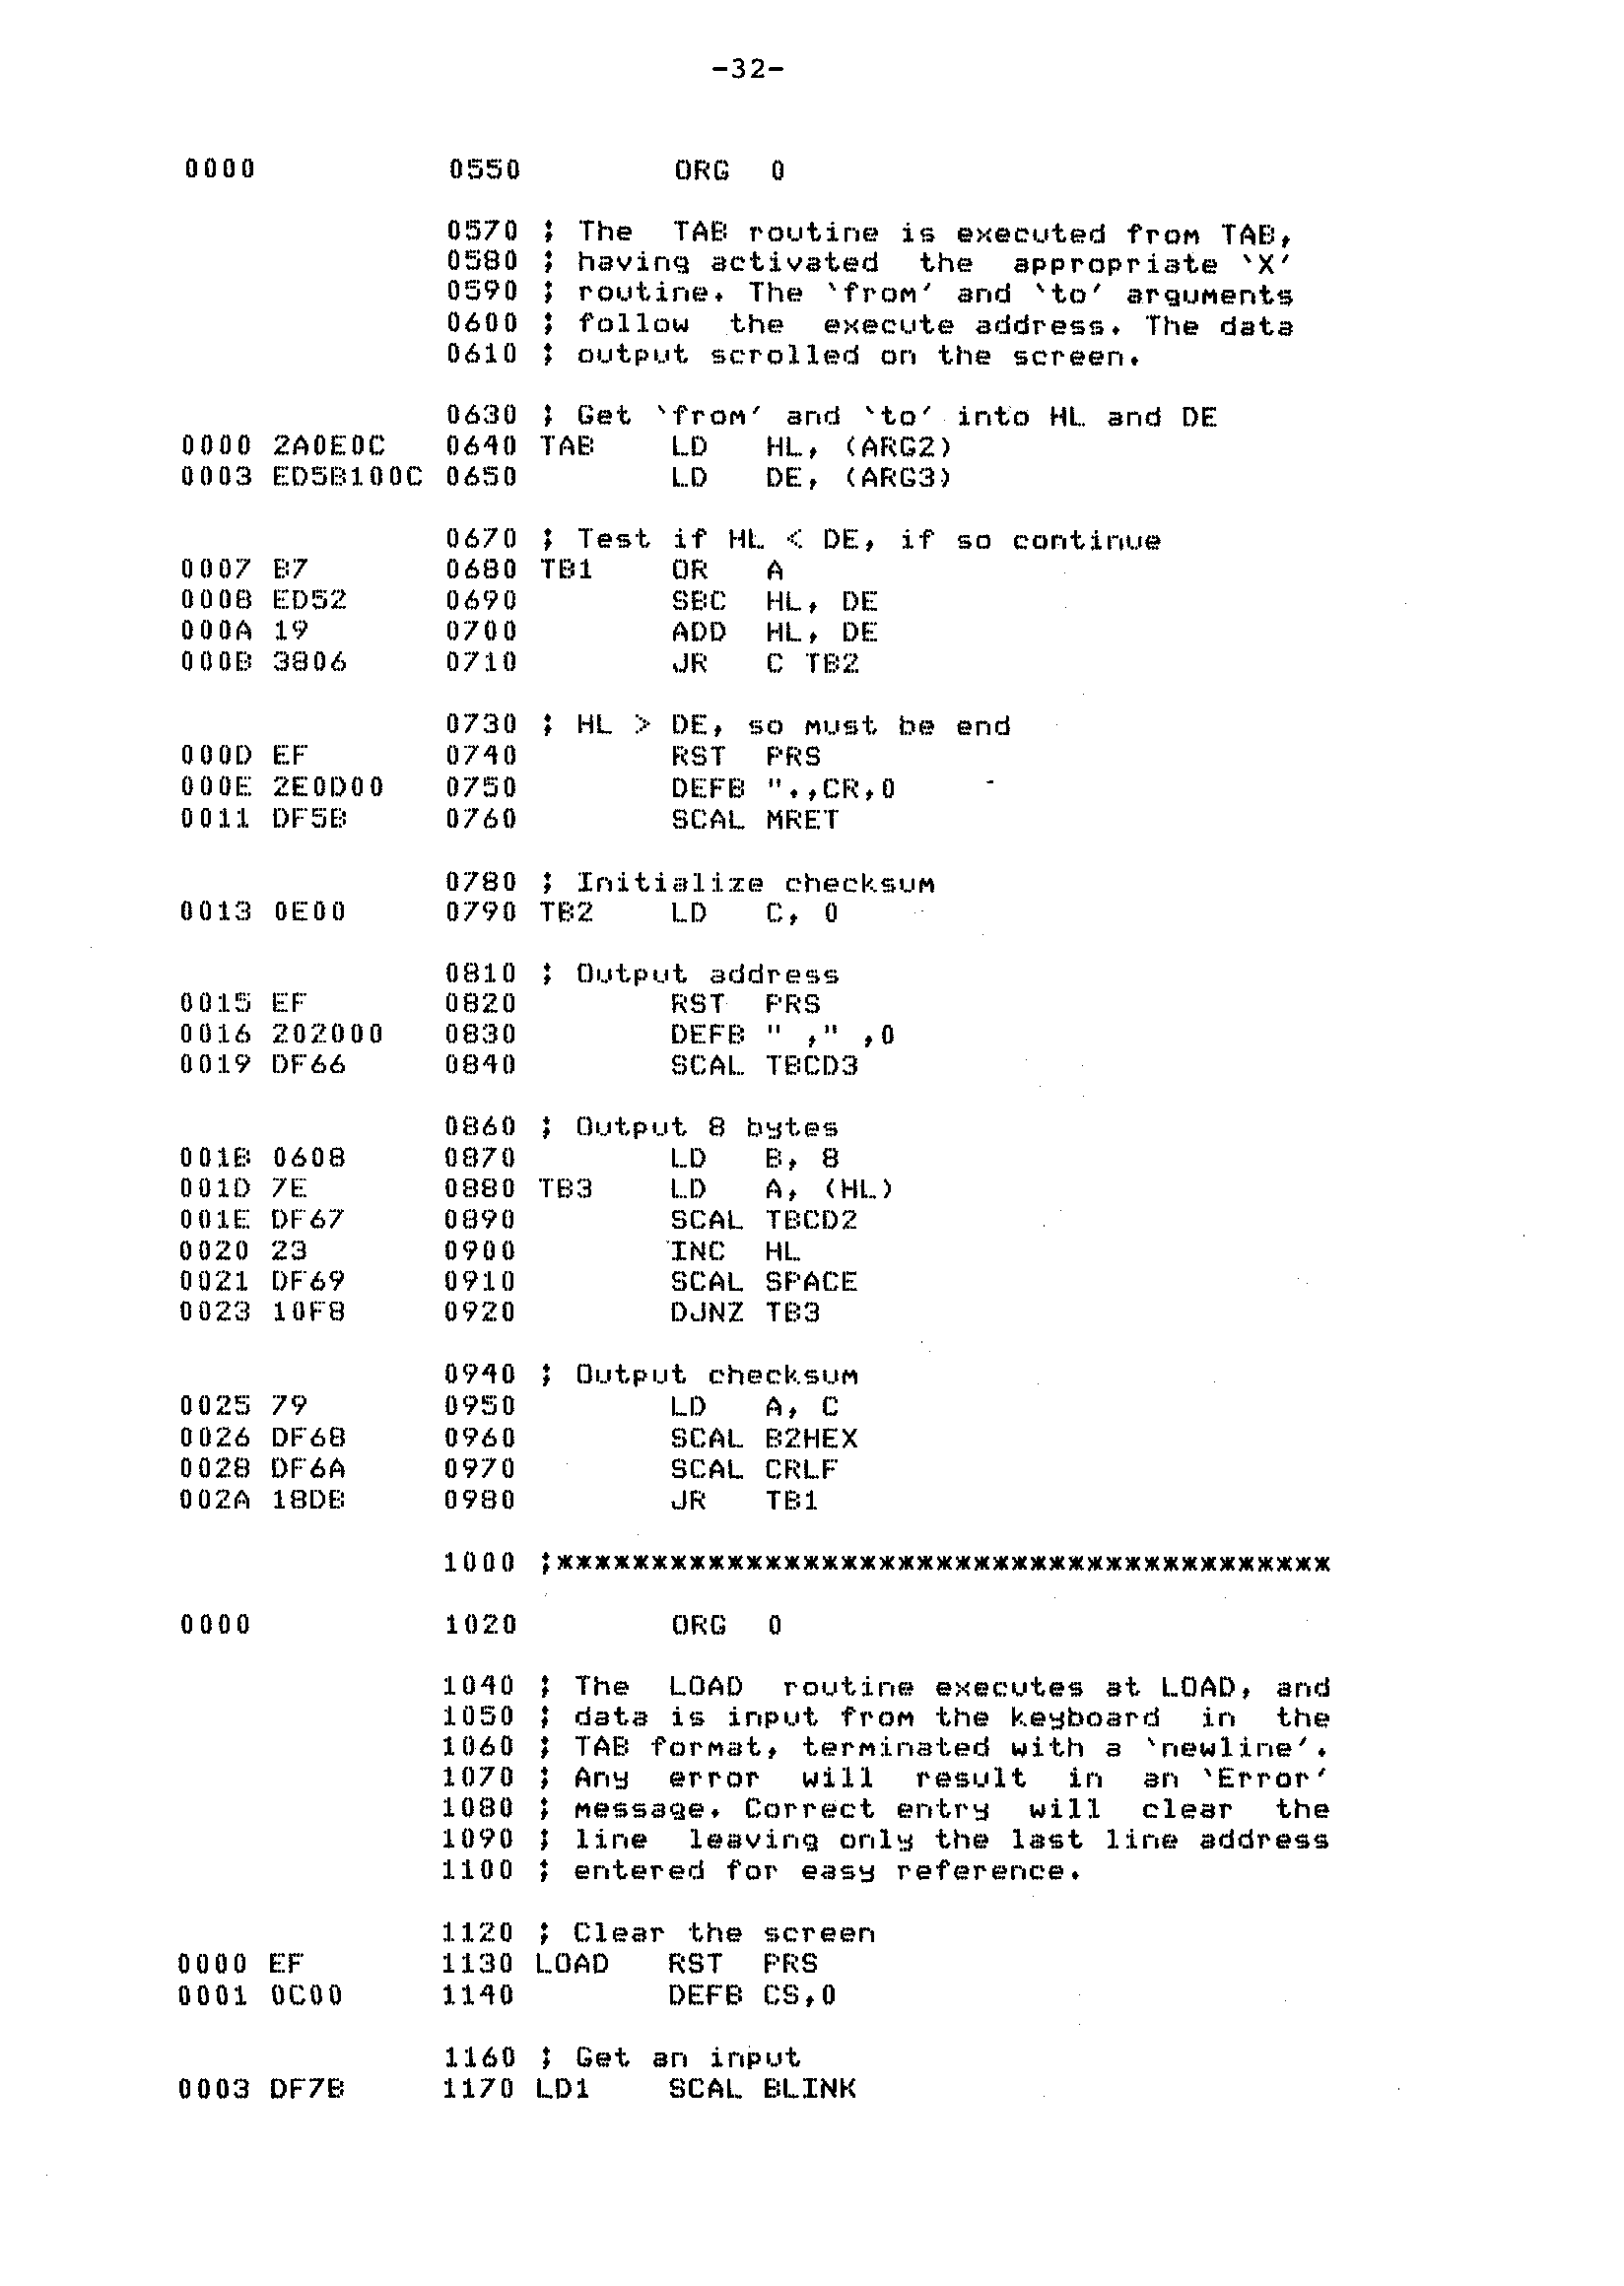 -32-
0000 0550 ORG 0
0570 ; The TAB routine is executed from TAB,
0580 ; having activated the appropriate `X'
0590 ; routine. The `from' and `to' arguments
0600 ; follow the execute address. The data
0610 ; output scrolled on the screen.
0630 ; Get `from' and `to' into HL and DE
0000 2A0E0C 0640 TAB LD HL, (ARG2)
0003 ED5B100C 0650 LD DE, (ARG3)
0670 ; Test if HL < DE, if so continue
0007 B7 0680 TB1 OR A
0008 ED52 0690 SBC HL, DE
000A 19 0700 ADD HL, DE
000B 3806 0710 JR C TB2
0730 ; HL > DE, so must be end
000D EF 0740 RST PRS
000E 2E0D00 0750 DEFB ".,CR,0
0011 DF5B 0760 SCAL MRET
0780 ; Initialize checksum
0013 0E00 0790 TB2 LD C, 0
0810 ; Output address
0015 EF 0820 RST PRS
0016 202000 0830 DEFB " ," ,0
0019 DF66 0840 SCAL TBCD3
0860 ; Output 8 bytes
001B 0608 0870 LD B, 8
001D 7E 0880 TB3 LD A, (HL)
001E DF67 0890 SCAL TBCD2
0020 23 0900 INC HL
0021 DF69 0910 SCAL SPACE
0023 10F8 0920 DJNZ TB3
0940 ; Output checksum
0025 79 0950 LD A, C
0026 DF68 0960 SCAL B2HEX
0028 DF6A 0970 SCAL CRLF
002A 18DB 0980 JR TB1
1000 ;*****************************************
0000 1020 ORG 0
1040 ; The LOAD routine executes at LOAD, and
1050 ; data is input from the keyboard in the
1060 ; TAB format, terminated with a `newline'.
1070 ; Any error will result in an `Error'
1080 ; message. Correct entry will clear the
1090 ; line leaving only the last line address
1100 ; entered for easy reference.
1120 ; Clear the screen
0000 EF 1130 LOAD RST PRS
0001 0C00 1140 DEFB CS,0
1160 ; Get an input
0003 DF7B 1170 LD1 SCAL BLINK